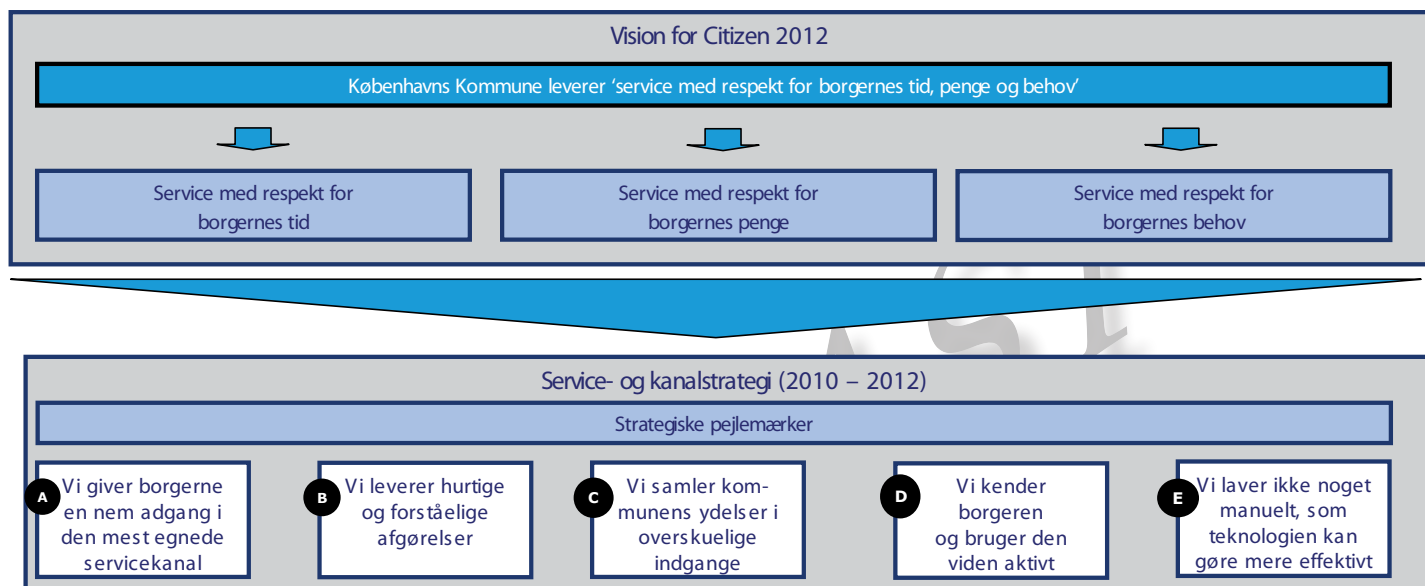 Vision for Citizen 2012
Københavns Kommune leverer ‘service med respekt for borgernes tid, penge og behov’
Service med respekt for
borgernes tid
Service med respekt for
borgernes penge
Service med respekt for
borgernes behov
Service- og kanalstrategi (2010 – 2012)
Strategiske pejlemærker
A
Vi giver borgerne
en nem adgang i
den mest egnede
servicekanal
B
Vi leverer hurtige
og forståelige
afgørelser
C
Vi samler kom-
munens ydelser i
overskuelige
indgange
D
Vi kender
borgeren
og bruger den
viden aktivt
E
Vi laver ikke noget
manuelt, som
teknologien kan
gøre mere effektivt